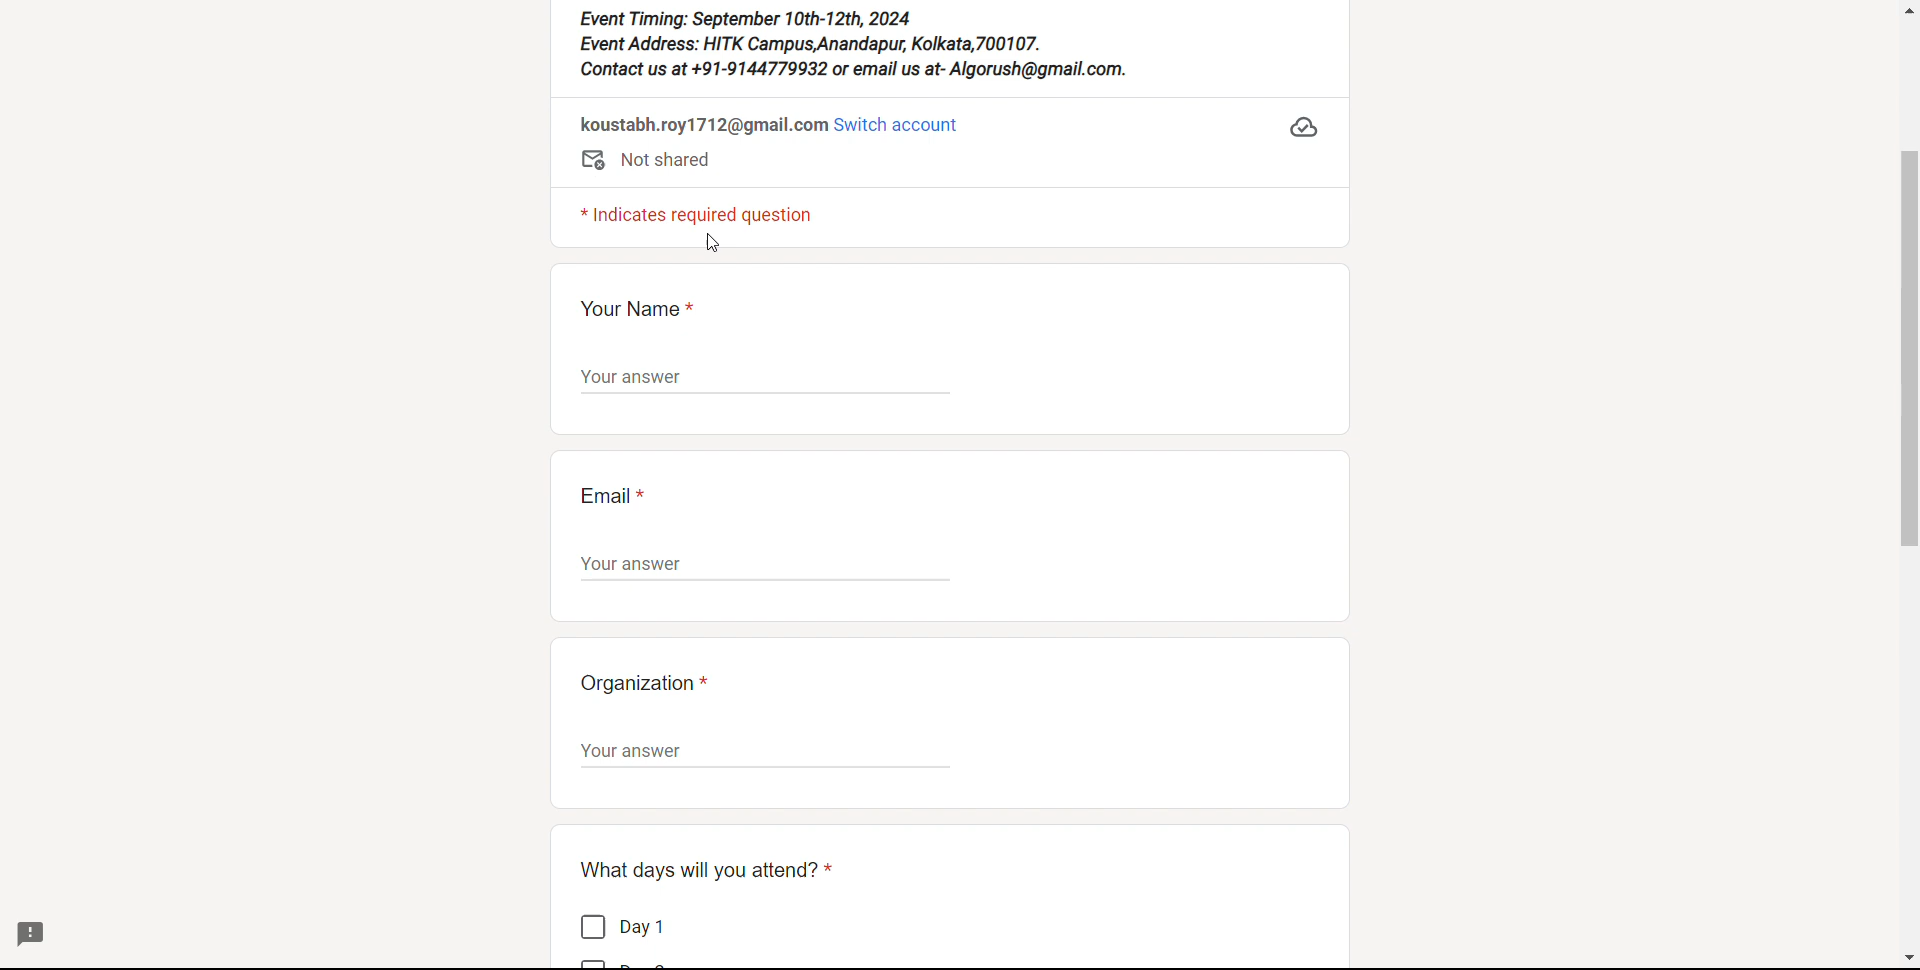 Event Timing: September 10th-12th, 2024
Event Address: HITK Campus,Anandapur, Kolkata,700107.
Contact us at +91-9144779932 or email us at- Algorush@gmail.com.
koustabh.roy1712@gmail.com Switch account
Not shared
* Indicates required question
Your Name *
Your answer
Email *
Your answer
Organization *
Your answer
What days will you attend? *
Day 1